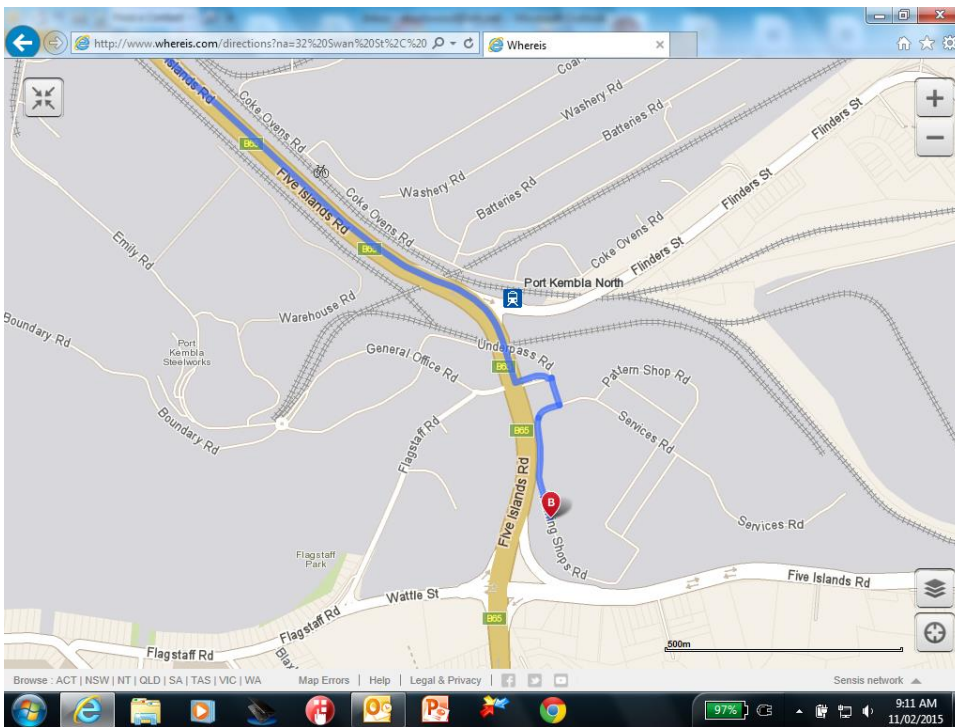 http://www.whereis.com/directions?na=32%20Swan%20St%2C%20
Whereis
Islands Rd
Coke Ovens Rd
Coal
Washery Rd
Batteries Rd
Flinders St
B65
Five Islands Rd
Washery Rd
Flinders St
Coke Ovens Rd
Batteries Rd
Coke Ovens Rd
Flinders St
Emily Rd
B65
Port Kembla North
Warehouse Rd
Boundary Rd
Port
Kembla
Steelworks
General Office Rd
Underpass Rd
B65
Pattern Shop Rd
Boundary Rd
Flagstaff Rd
B65
Services Rd
Five Islands Rd
B
ing Shops Rd
Services Rd
Flagstaff
Park
Five Islands Rd
Wattle St
Flagstaff Rd
B65
Blax
500m
Flagstaff Rd
Browse : ACT | NSW | NT | QLD | SA | TAS | VIC | WA Map Errors | Help | Legal & Privacy |
Sensis network
97%
9:11 AM
11/02/2015